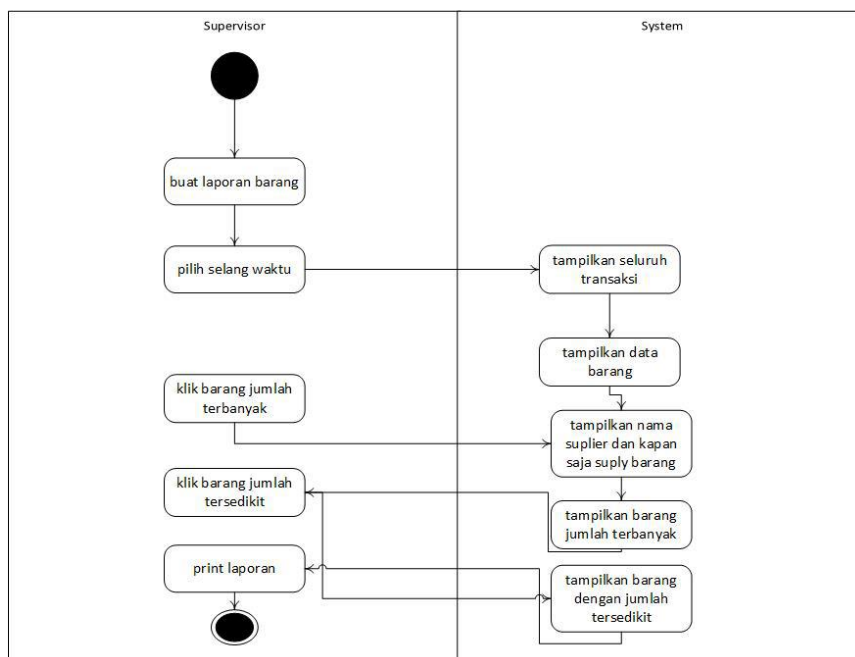 Supervisor
System
buat laporan barang
pilih selang waktu
tampilkan seluruh
transaksi
tampilkan data
barang
klik barang jumlah
terbanyak
tampilkan nama
suplier dan kapan
saja suply barang
klik barang jumlah
tersedikit
tampilkan barang
jumlah terbanyak
print laporan
tampilkan barang
dengan jumlah
tersedikit